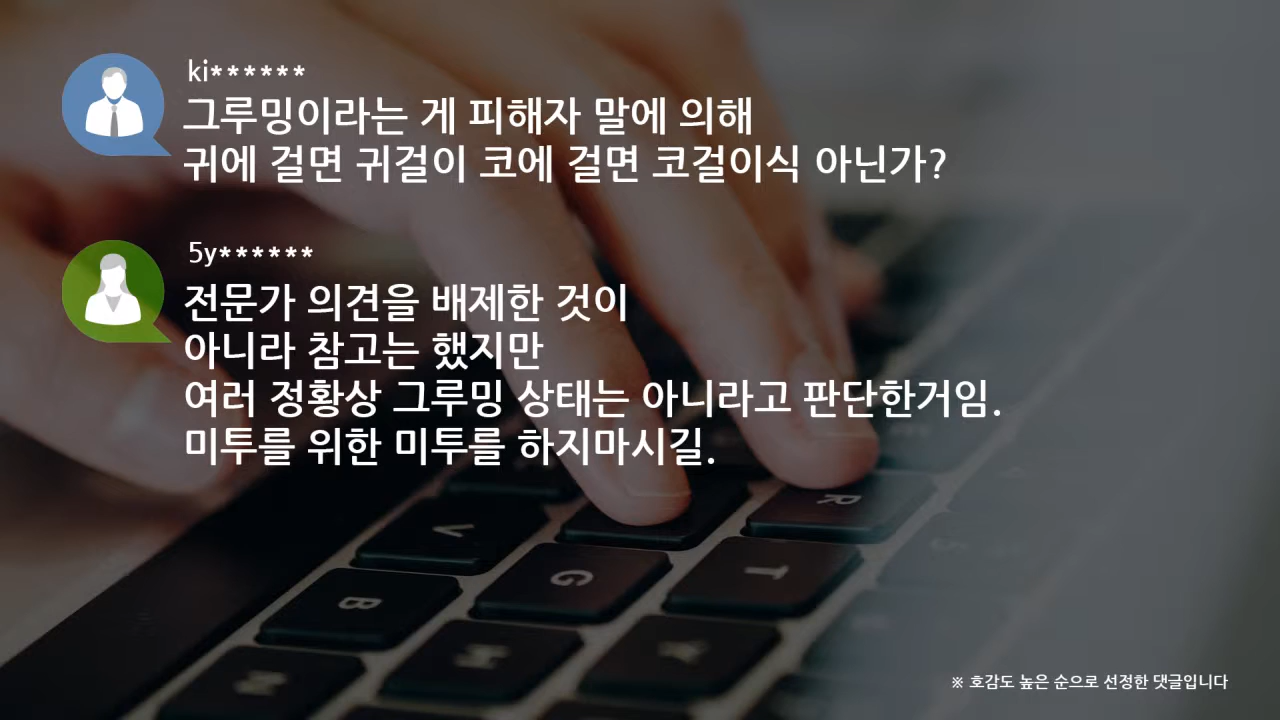 ki******
그루밍이라는 게 피해자 말에 의해
귀에 걸면 귀걸이 코에 걸면 코걸이식 아닌가?
5y******
전문가 의견을 배제한 것이
아니라 참고는 했지만
여러 정황상 그루밍 상태는 아니라고 판단한거임.
미투를 위한 미투를 하지마시길.
R
V
G
T
B
※ 호감도 높은 순으로 선정한 댓글입니다